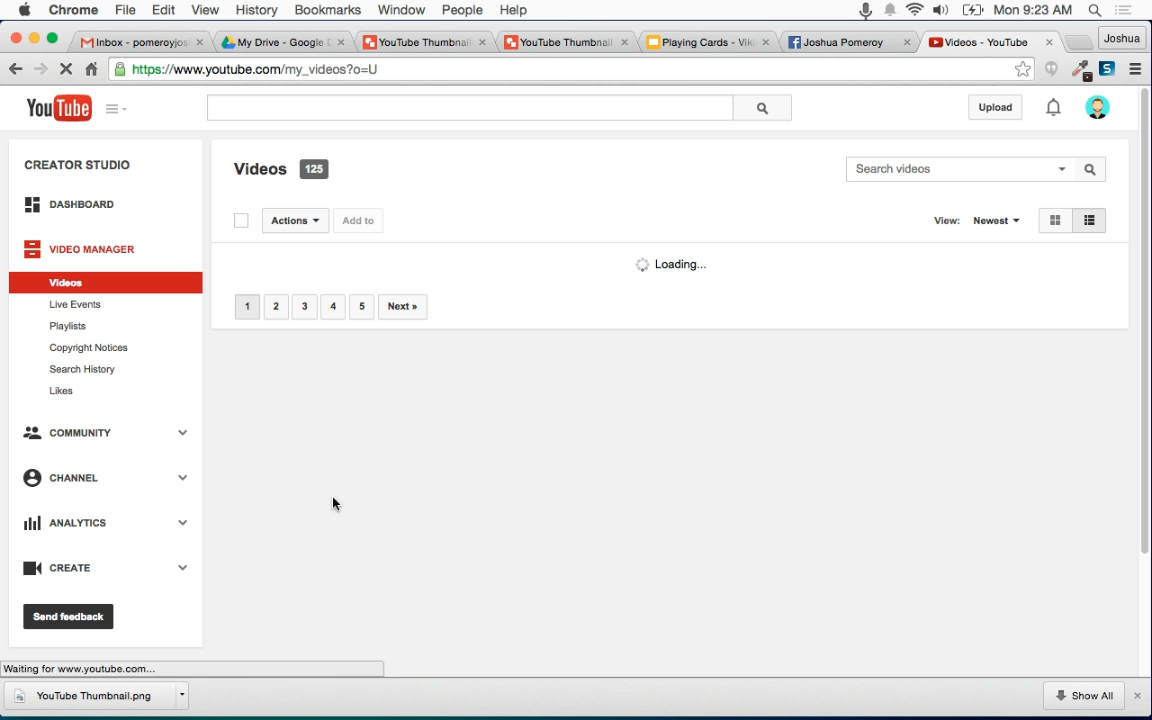 Chrome File Edit View History Bookmarks Window People Help Mon 9:23 AM
Inbox - pomeroyjos My Drive - Google D YouTube Thumbnail YouTube Thumbnail Playing Cards - Viki Joshua Pomeroy Videos - YouTube Joshua
https://www.youtube.com/my_videos?o=U S
YouTube Upload
CREATOR STUDIO
DASHBOARD
VIDEO MANAGER
Videos
Live Events
Playlists
Copyright Notices
Search History
Likes
COMMUNITY
CHANNEL
ANALYTICS
CREATE
Send feedback
Videos 125 Search videos
Actions Add to View: Newest
Loading...
1 2 3 4 5 Next »
Waiting for www.youtube.com...
YouTube Thumbnail.png Show All